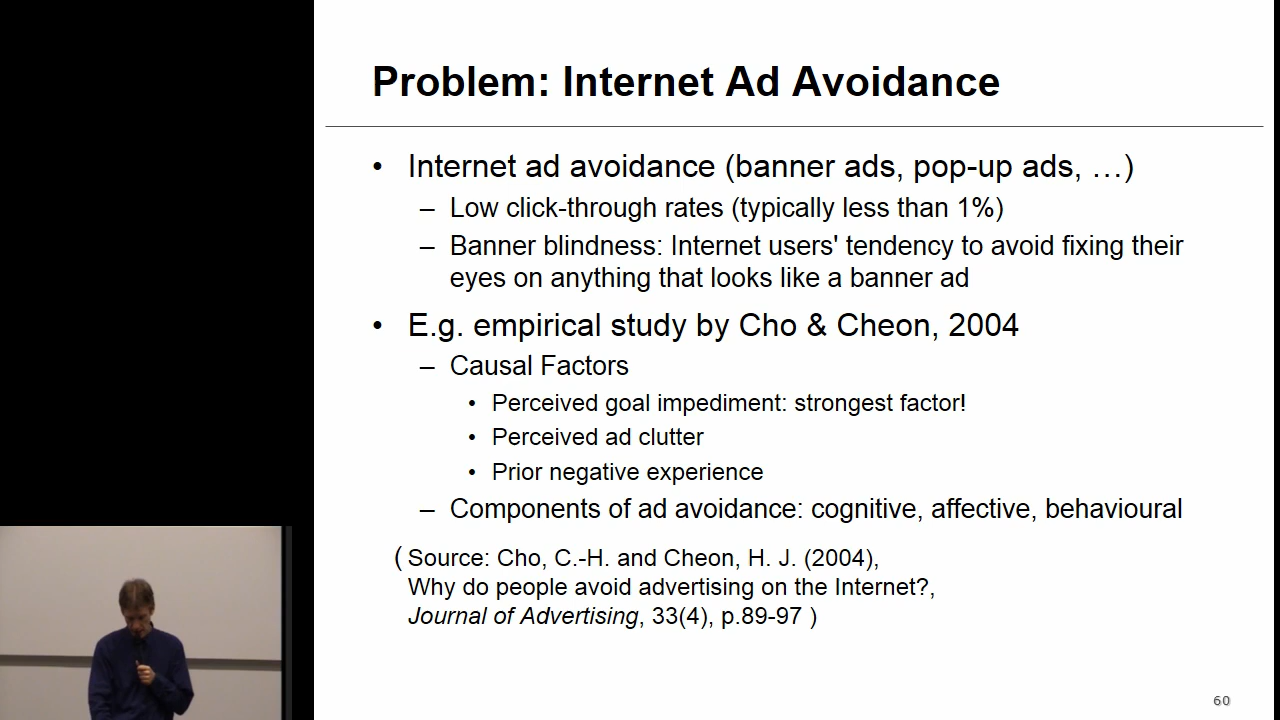 Problem: Internet Ad Avoidance
• Internet ad avoidance (banner ads, pop-up ads, …)
– Low click-through rates (typically less than 1%)
– Banner blindness: Internet users' tendency to avoid fixing their
eyes on anything that looks like a banner ad
• E.g. empirical study by Cho & Cheon, 2004
– Causal Factors
• Perceived goal impediment: strongest factor!
• Perceived ad clutter
• Prior negative experience
– Components of ad avoidance: cognitive, affective, behavioural
( Source: Cho, C.-H. and Cheon, H. J. (2004),
Why do people avoid advertising on the Internet?,
Journal of Advertising, 33(4), p.89-97 )
60